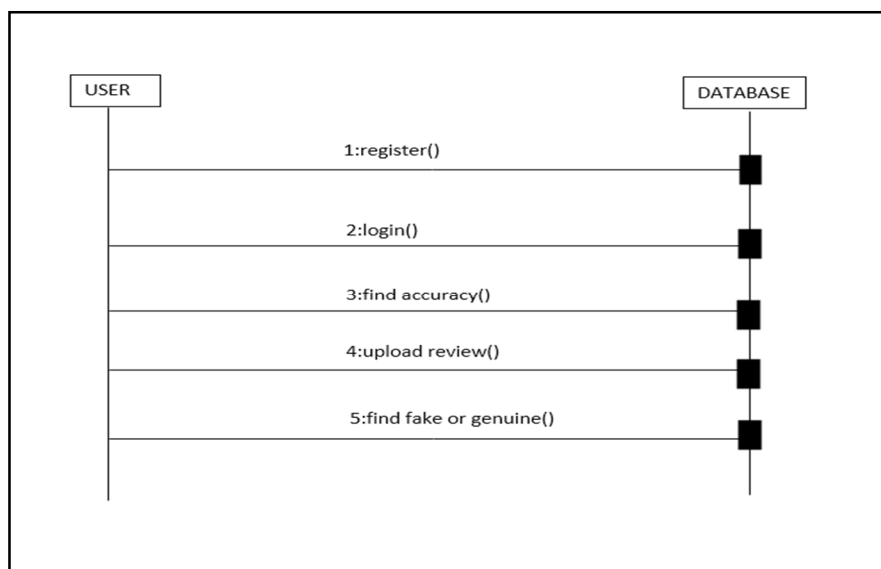 USER
DATABASE
1:register()
2:login()
3:find accuracy()
4:upload review()
5:find fake or genuine()